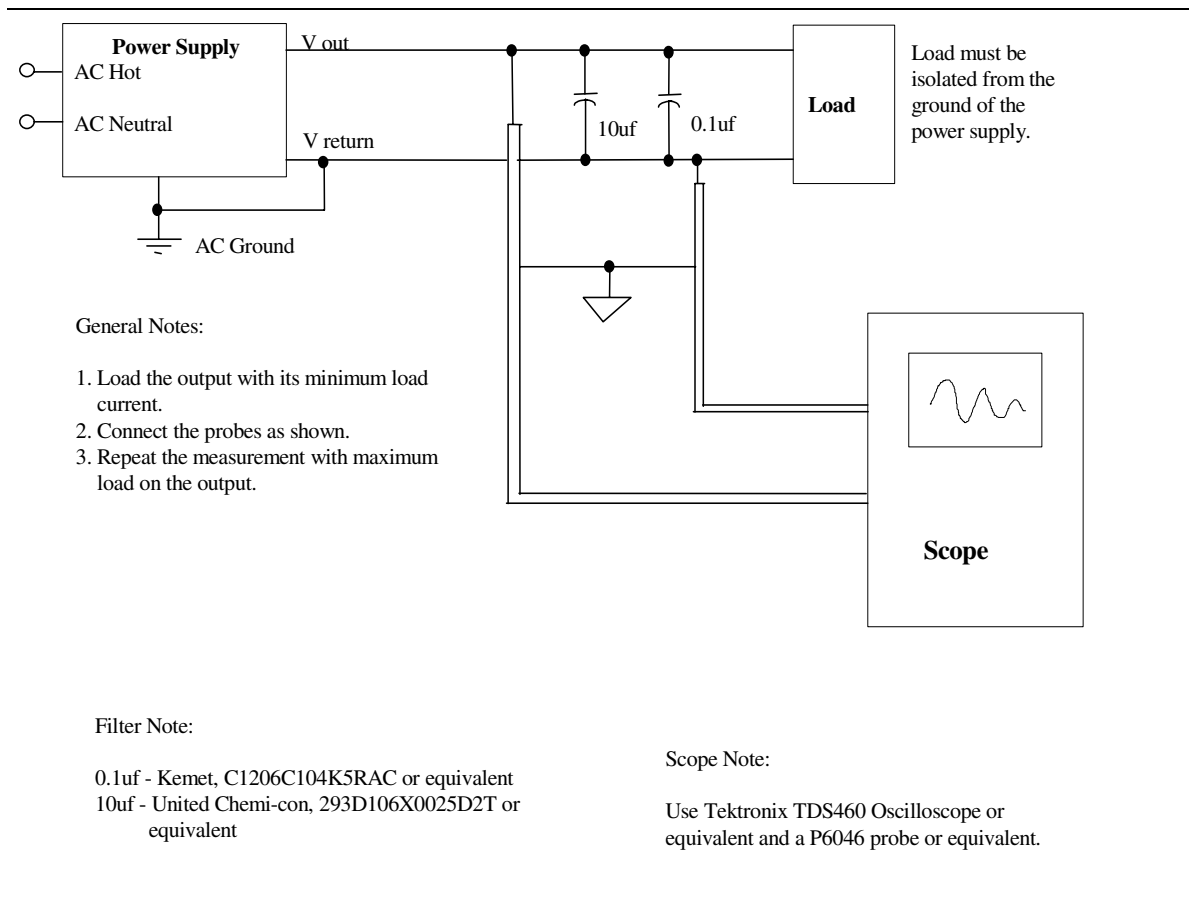 Power Supply
V out
AC Hot
AC Neutral
V return
AC Ground
10uf
0.1uf
Load
Load must be
isolated from the
ground of the
power supply.
General Notes:
1. Load the output with its minimum load
current.
2. Connect the probes as shown.
3. Repeat the measurement with maximum
load on the output.
Scope
Filter Note:
0.1uf - Kemet, C1206C104K5RAC or equivalent
10uf - United Chemi-con, 293D106X0025D2T or
equivalent
Scope Note:
Use Tektronix TDS460 Oscilloscope or
equivalent and a P6046 probe or equivalent.